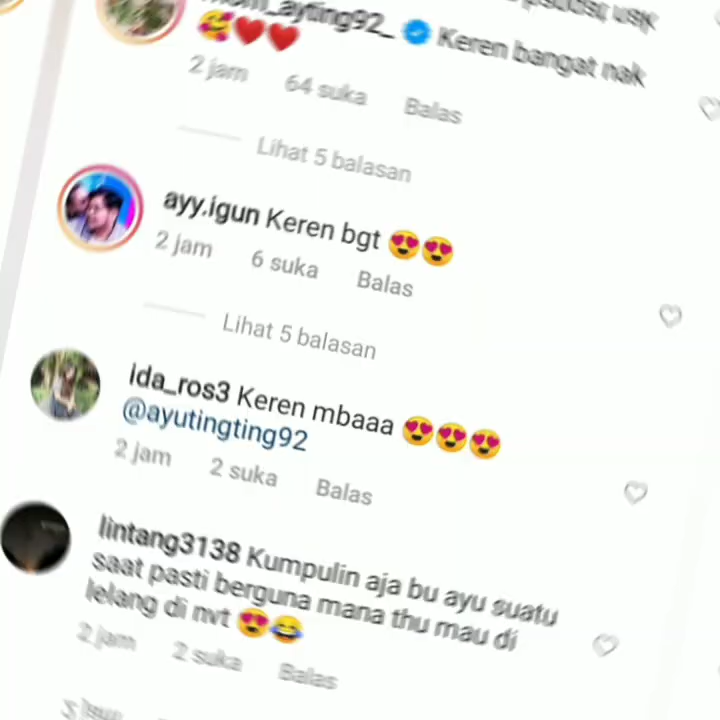 _ayting92_ Keren bangat nak
2 jam 64 suka Balas
Lihat 5 balasan
ayy.igun Keren bgt 😍😍
2 jam 6 suka Balas
Lihat 5 balasan
ida_ros3 Keren mbaaa 😍😍😍
@ayutingting92
2 jam 2 suka Balas
lintang3138 Kumpulin aja bu ayu suatu
saat pasti berguna mana thu mau di
lelang di nvt 😍😂
2 jam 2 suka Balas